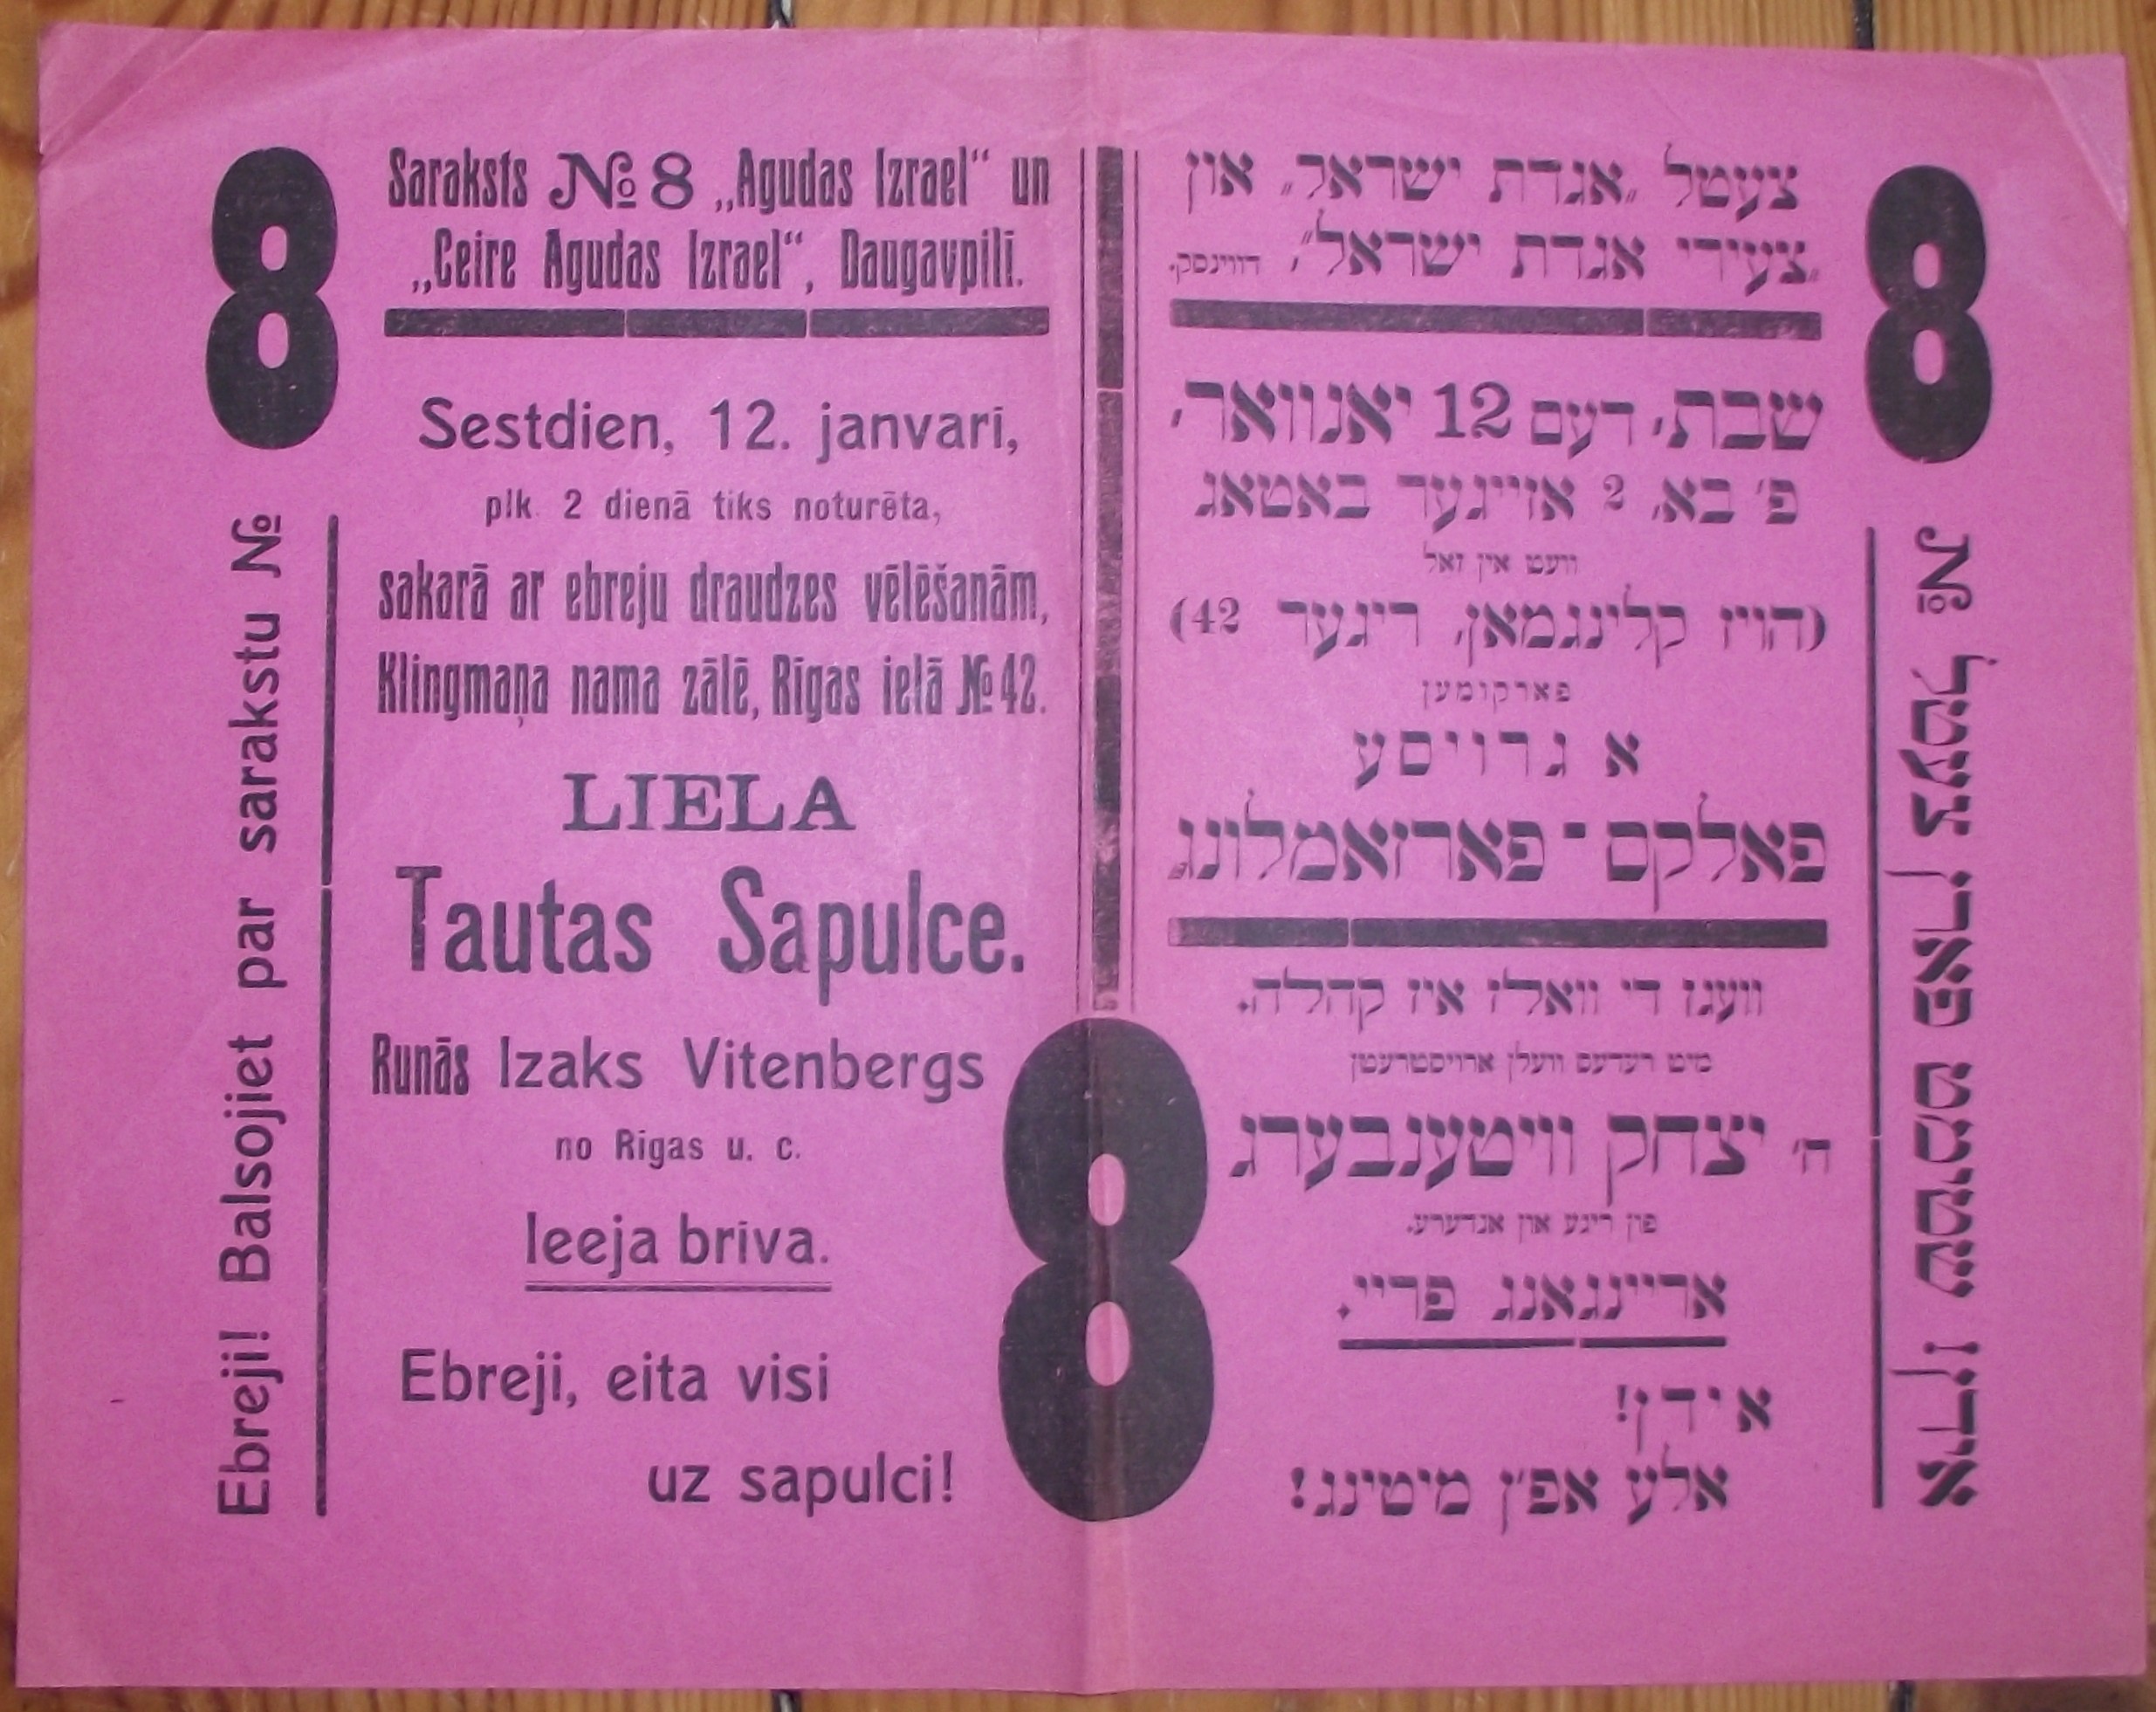 8
Ebreji! Balsojiet par sarakstu №
Saraksts № 8 „Agudas Izrael“ un
„Ceire Agudas Izrael“, Daugavpilī.
Sestdien, 12. janvarī,
plk. 2 dienā tiks noturēta,
sakarā ar ebreju draudzes vēlēšanām,
Klingmaņa nama zālē, Rīgas ielā № 42.
LIELA
Tautas Sapulce.
Runās Izaks Vitenbergs
no Rīgas u. c.
Ieeja brīva.
Ebreji, eita visi
uz sapulci!
8
צעטל „אגדת ישראל” און
„צעירי אגדת ישראל”, דווינסק.
שבת, דעם 12 יאנוואר,
פ' בא, 2 אזייגער באטאג
וועט אין זאל
(הויז קלינגמאן, ריגער 42)
פארקומען
א גרויסע
פאלקס-פארזאמלונג
וועגן די וואלן אין קהלה.
מיט רעדעס וועלן ארויסטרעטן
ח' יצחק וויטענבערג
פון ריגע און אנדערע.
אריינגאנג פריי.
אידן!
אלע אפ'ן מיטינג!
8
אידן! שטימט פארן צעטל №